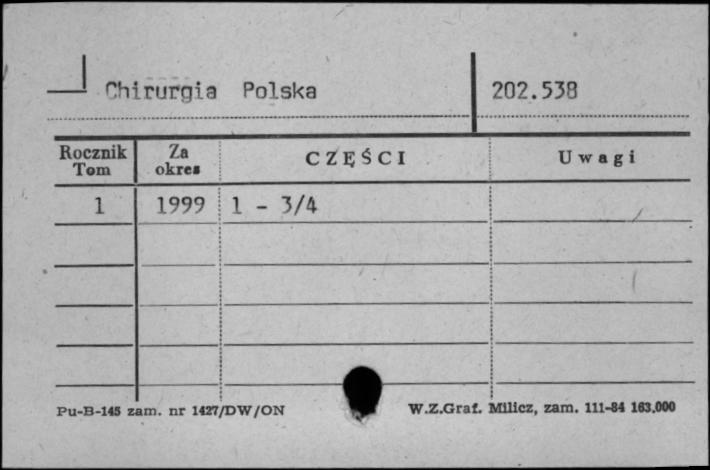 Chirurgia Polska 202.538
Rocznik Tom Za okres CZĘŚCI Uwagi
1 1999 1 - 3/4
Pu-B-145 zam. nr 1427/DW/ON W.Z.Graf. Milicz, zam. 111-84 163,000